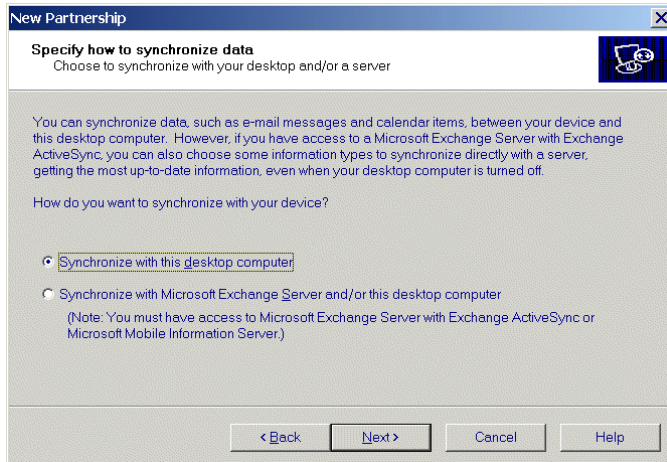 New Partnership
Specify how to synchronize data
Choose to synchronize with your desktop and/or a server
You can synchronize data, such as e-mail messages and calendar items, between your device and
this desktop computer. However, if you have access to a Microsoft Exchange Server with Exchange
ActiveSync, you can also choose some information types to synchronize directly with a server,
getting the most up-to-date information, even when your desktop computer is turned off.
How do you want to synchronize with your device?
Synchronize with this desktop computer
Synchronize with Microsoft Exchange Server and/or this desktop computer
(Note: You must have access to Microsoft Exchange Server with Exchange ActiveSync or
Microsoft Mobile Information Server.)
< Back Next > Cancel Help